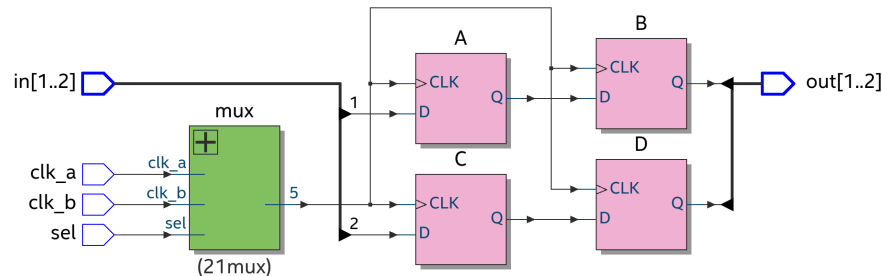 in[1..2]
clk_a
clk_b
sel
mux
clk_a
clk_b
sel
5
(21mux)
1
2
A
CLK
D
Q
C
CLK
D
Q
B
CLK
D
Q
D
CLK
D
Q
out[1..2]